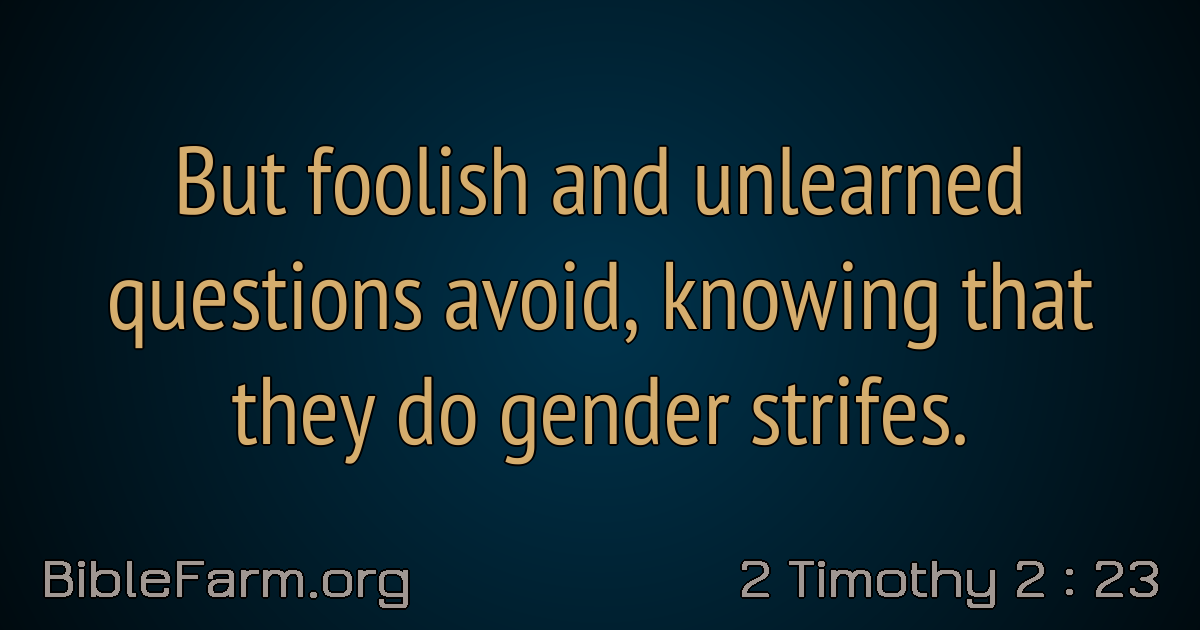 But foolish and unlearned
questions avoid, knowing that
they do gender strifes.
BibleFarm.org
2 Timothy 2 : 23